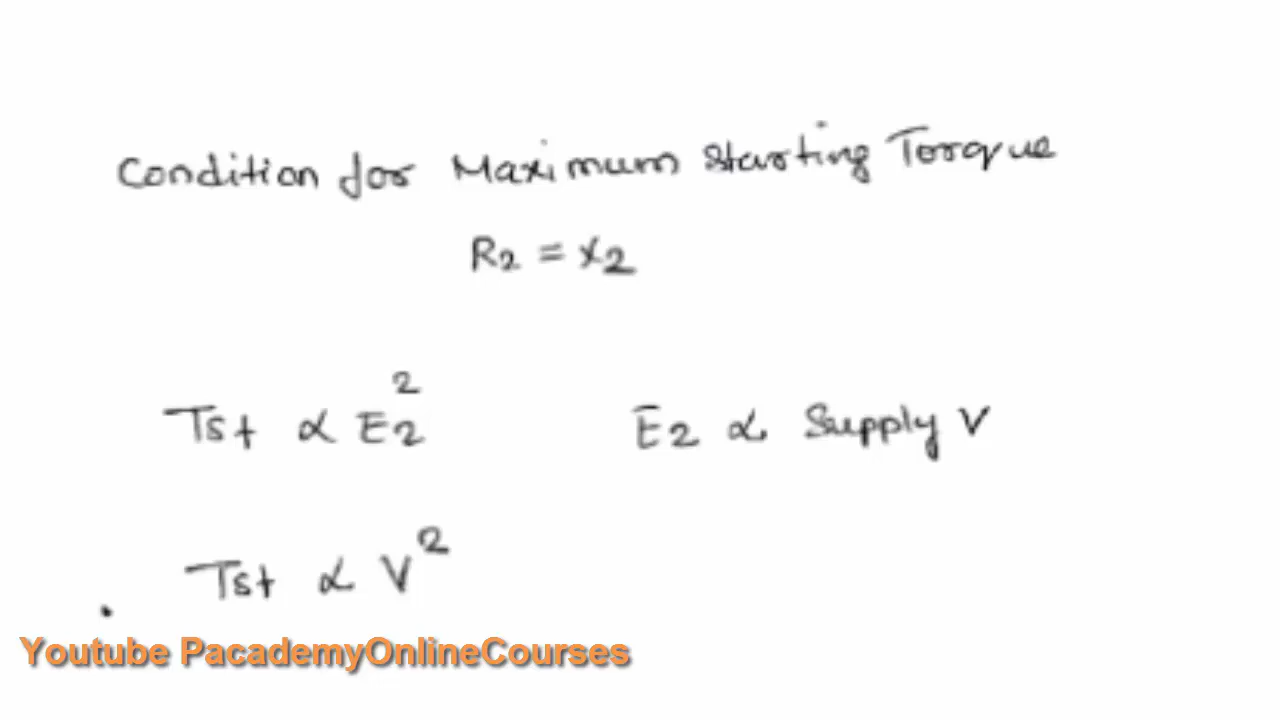 Condition for Maximum Starting Torque
R2 = X2
Tst ∝ E2² E2 ∝ Supply V
Tst ∝ V²
Youtube PacademyOnlineCourses